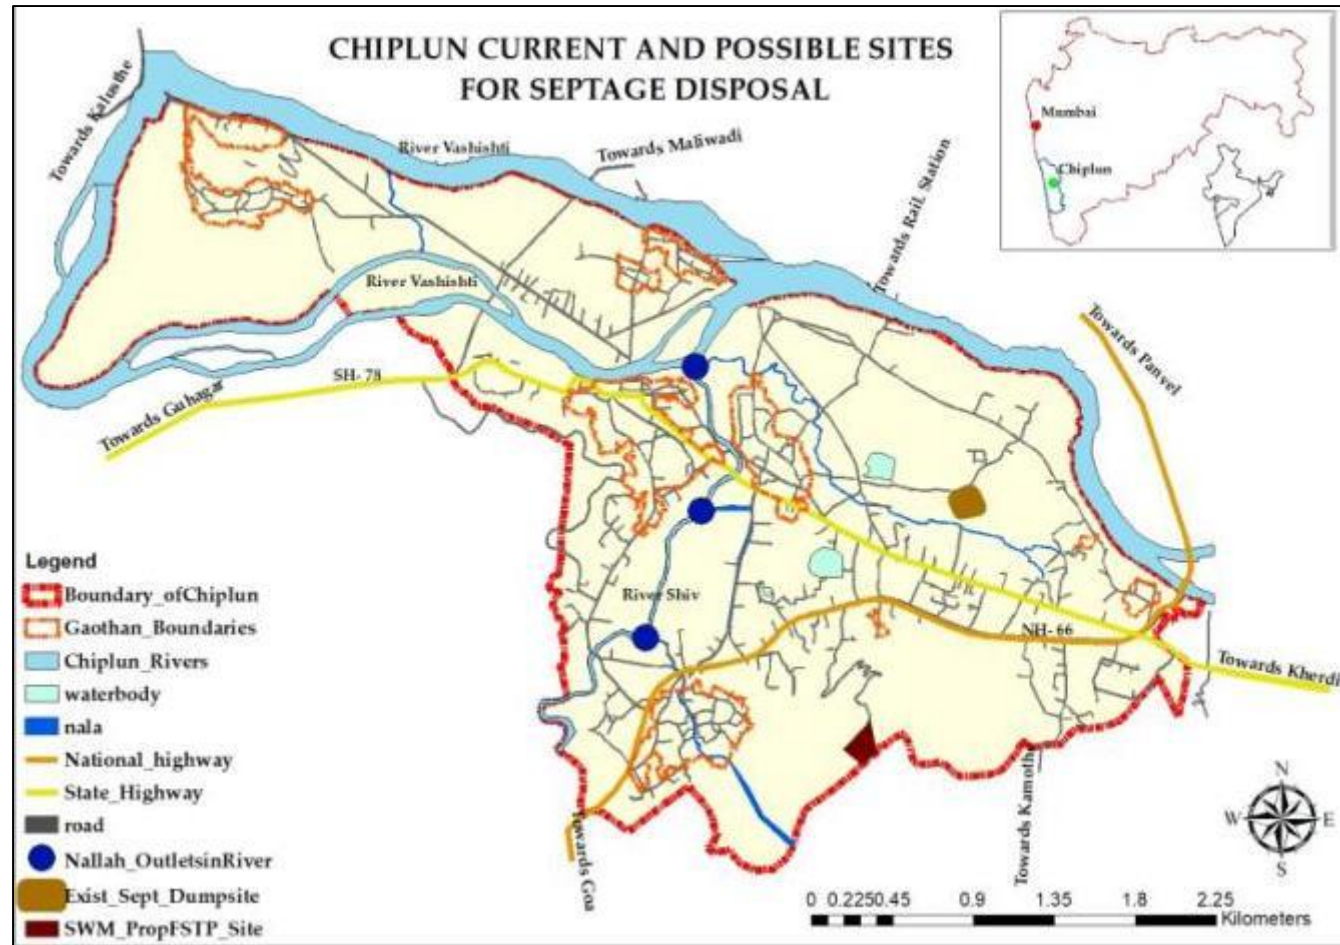 CHIPLUN CURRENT AND POSSIBLE SITES
FOR SEPTAGE DISPOSAL
Mumbai
Chiplun
Towards Kalusthe
River Vashishti
Towards Maliwadi
Towards Rail. Station
River Vashishti
Towards Panvel
SH- 78
Towards Guhagar
River Shiv
NH- 66
Towards Kherdi
Towards Kamothe
Towards Goa
Legend
Boundary_ofChiplun
Gaothan_Boundaries
Chiplun_Rivers
waterbody
nala
National_highway
State_Highway
road
Nallah_OutletsinRiver
Exist_Sept_Dumpsite
SWM_PropFSTP_Site
N
W E
S
0 0.2250.45 0.9 1.35 1.8 2.25
Kilometers